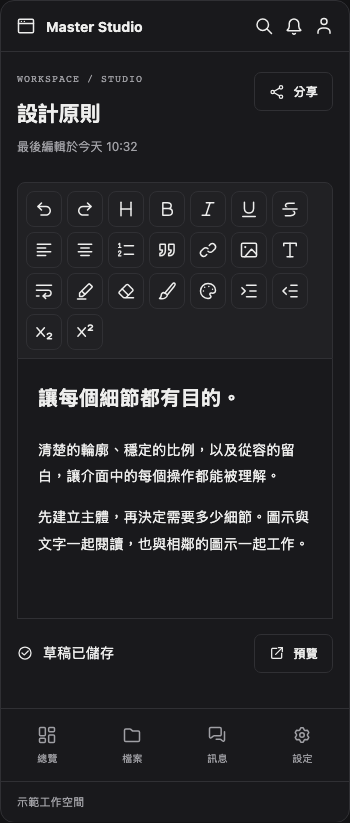 Master Studio
WORKSPACE / STUDIO
分享
設計原則
最後編輯於今天 10:32
讓每個細節都有目的。
清楚的輪廓、穩定的比例，以及從容的留
白，讓介面中的每個操作都能被理解。
先建立主體，再決定需要多少細節。圖示與
文字一起閱讀，也與相鄰的圖示一起工作。
草稿已儲存
預覽
總覽
檔案
訊息
設定
示範工作空間